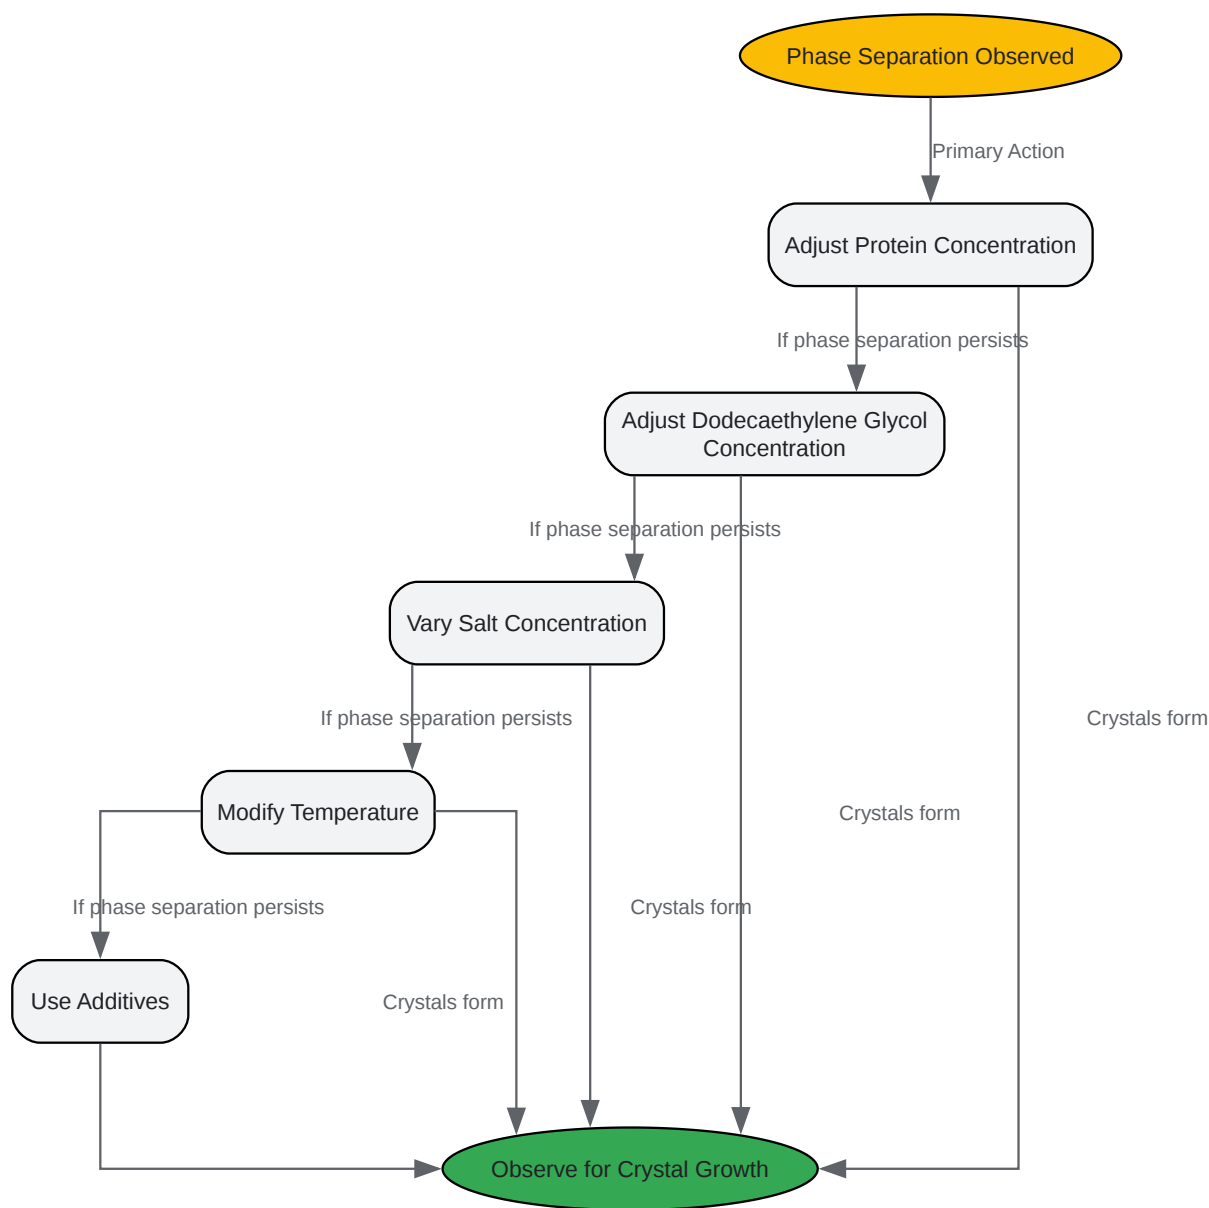 Phase Separation Observed
Primary Action
Adjust Protein Concentration
If phase separation persists
Adjust Dodecaethylene Glycol
Concentration
If phase separation persists
Vary Salt Concentration
If phase separation persists
Crystals form
Modify Temperature
Crystals form
If phase separation persists
Crystals form
Use Additives
Crystals form
Observe for Crystal Growth